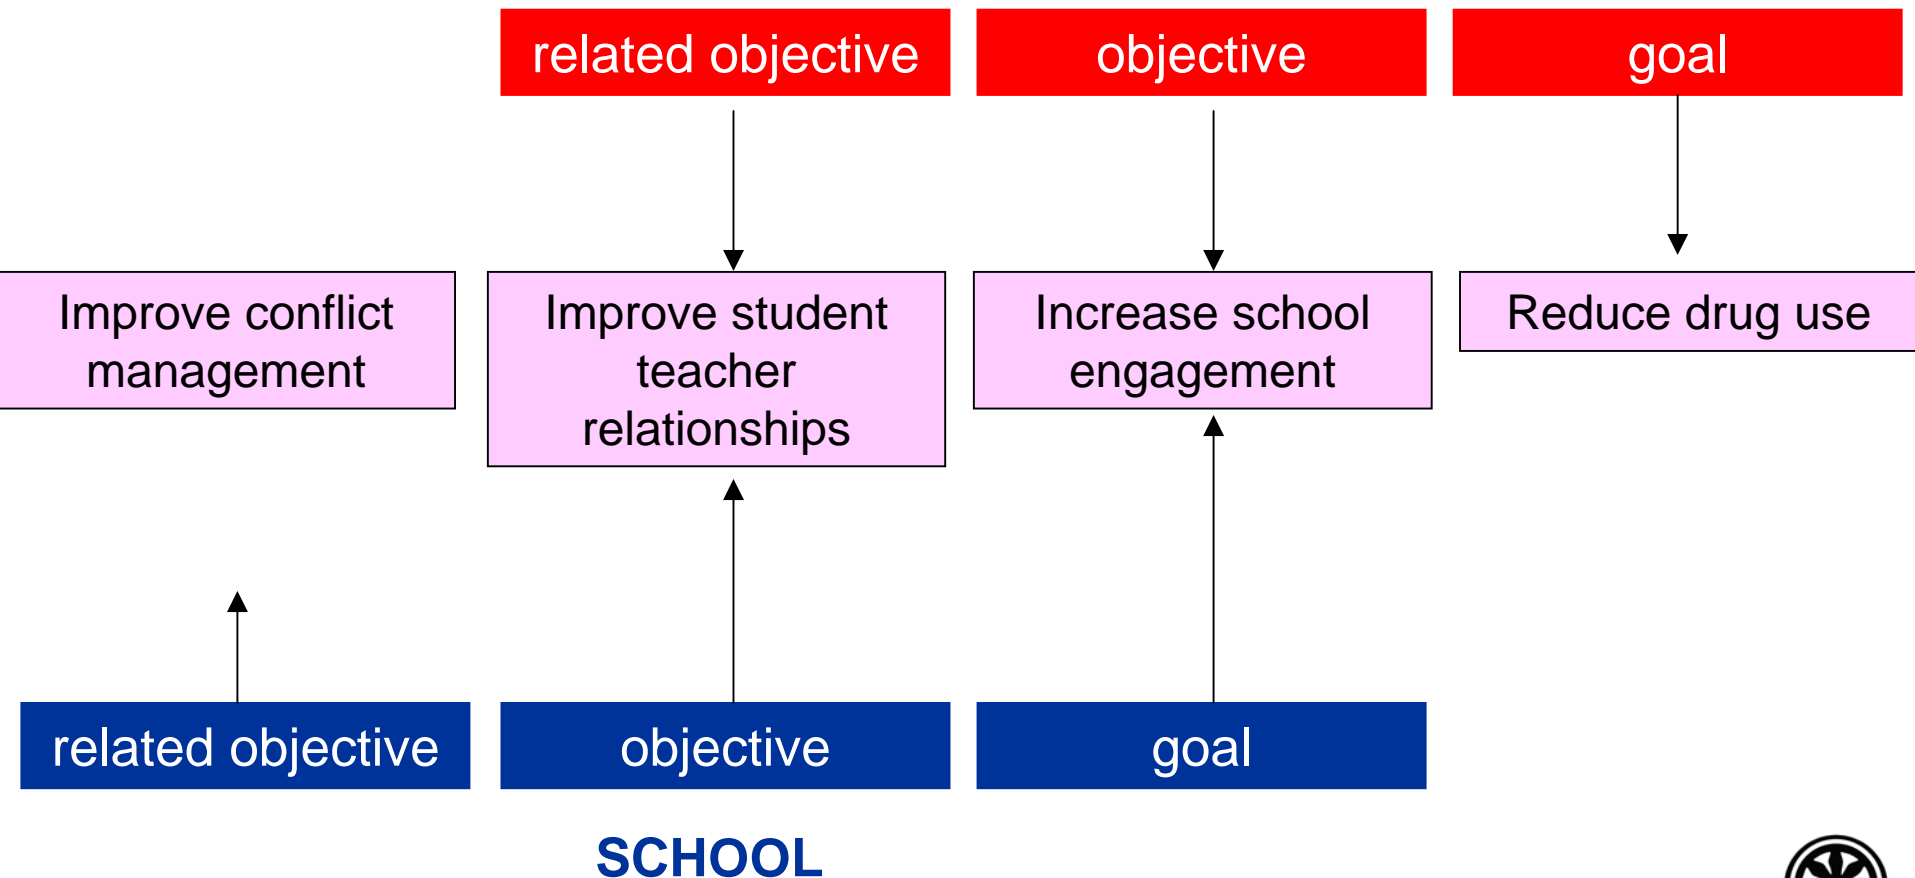 related objective
objective
goal
Improve conflict
management
Improve student
teacher
relationships
Increase school
engagement
Reduce drug use
related objective
objective
goal
SCHOOL